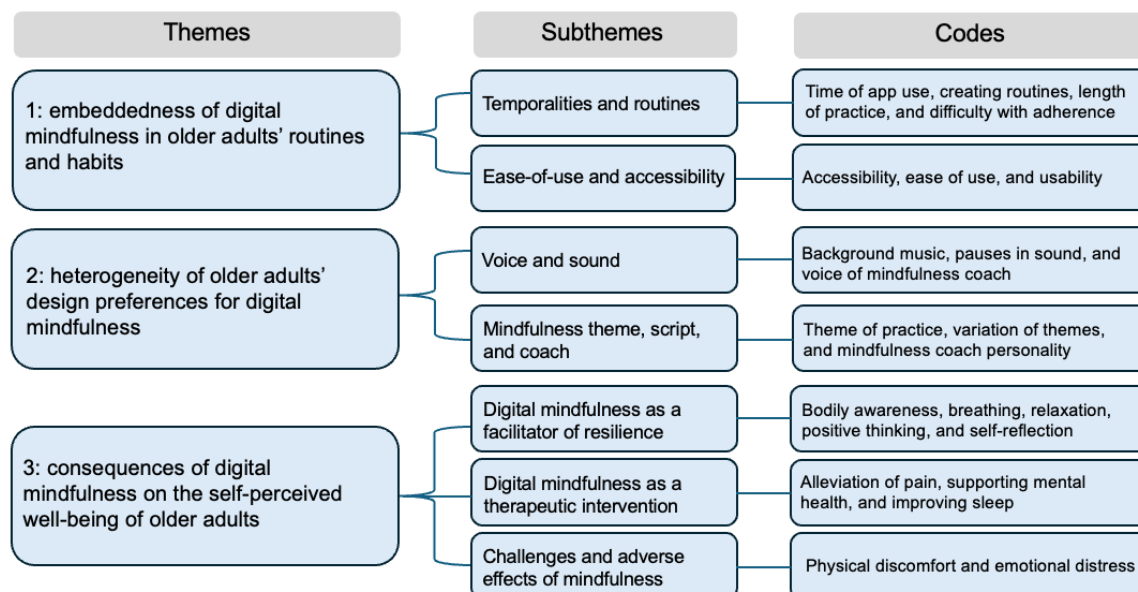 Themes
Subthemes
Codes
1: embeddedness of digital
mindfulness in older adults’ routines
and habits
Temporalities and routines
Time of app use, creating routines, length
of practice, and difficulty with adherence
Ease-of-use and accessibility
Accessibility, ease of use, and usability
2: heterogeneity of older adults’
design preferences for digital
mindfulness
Voice and sound
Background music, pauses in sound, and
voice of mindfulness coach
Mindfulness theme, script,
and coach
Theme of practice, variation of themes,
and mindfulness coach personality
3: consequences of digital
mindfulness on the self-perceived
well-being of older adults
Digital mindfulness as a
facilitator of resilience
Bodily awareness, breathing, relaxation,
positive thinking, and self-reflection
Digital mindfulness as a
therapeutic intervention
Alleviation of pain, supporting mental
health, and improving sleep
Challenges and adverse
effects of mindfulness
Physical discomfort and emotional distress